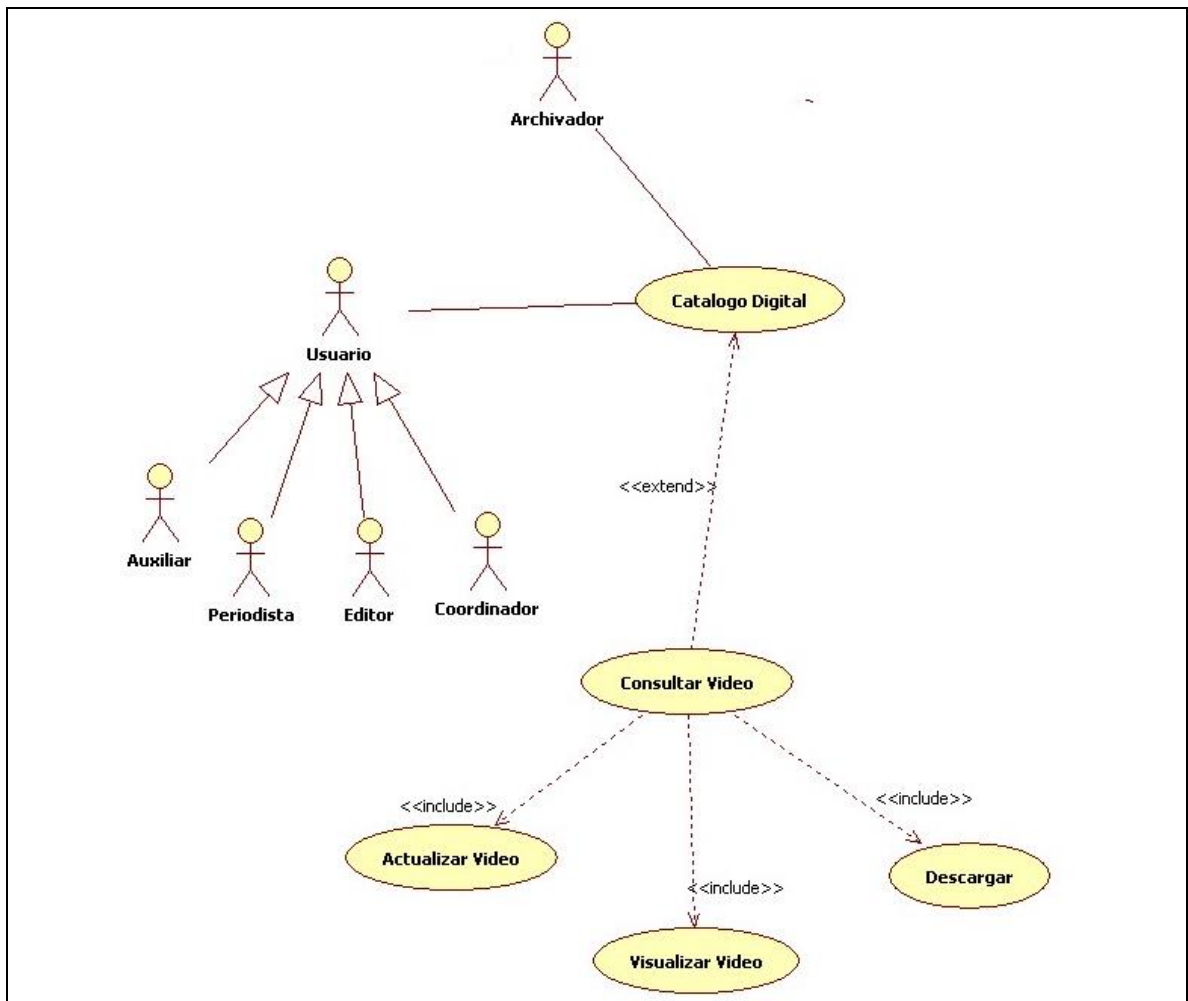 Archivador
Catalogo Digital
Usuario
<<extend>>
Auxiliar
Periodista
Editor
Coordinador
Consultar Video
<<include>>
<<include>>
Actualizar Video
Descargar
<<include>>
Visualizar Video